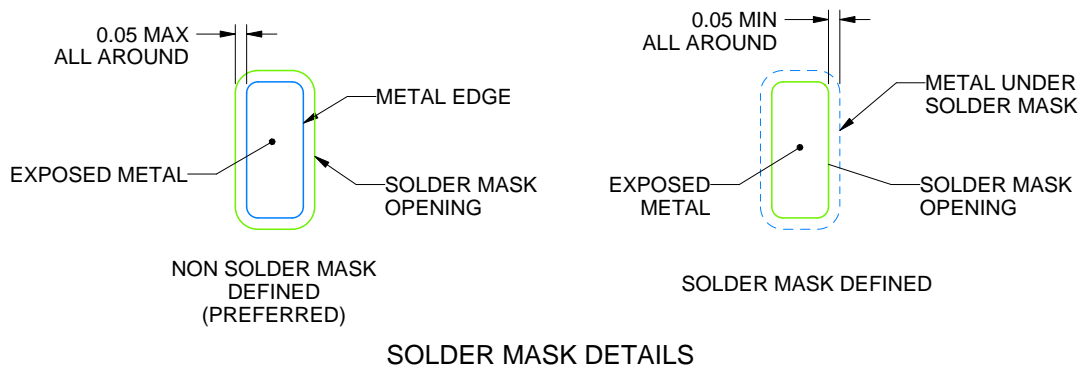 0.05 MAX
ALL AROUND
METAL EDGE
EXPOSED METAL
SOLDER MASK
OPENING
NON SOLDER MASK
DEFINED
(PREFERRED)
0.05 MIN
ALL AROUND
METAL UNDER
SOLDER MASK
EXPOSED
METAL
SOLDER MASK
OPENING
SOLDER MASK DEFINED
SOLDER MASK DETAILS